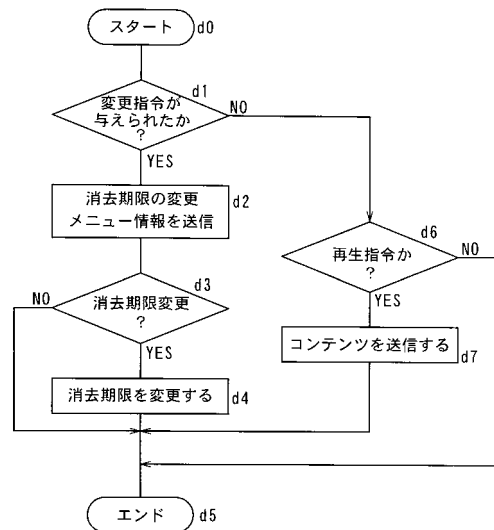 スタート
d0
変更指令が
与えられたか
?
d1
NO
YES
消去期限の変更
メニュー情報を送信
d2
NO
消去期限変更
?
d3
YES
消去期限を変更する
d4
再生指令か
?
d6
NO
YES
コンテンツを送信する
d7
エンド
d5